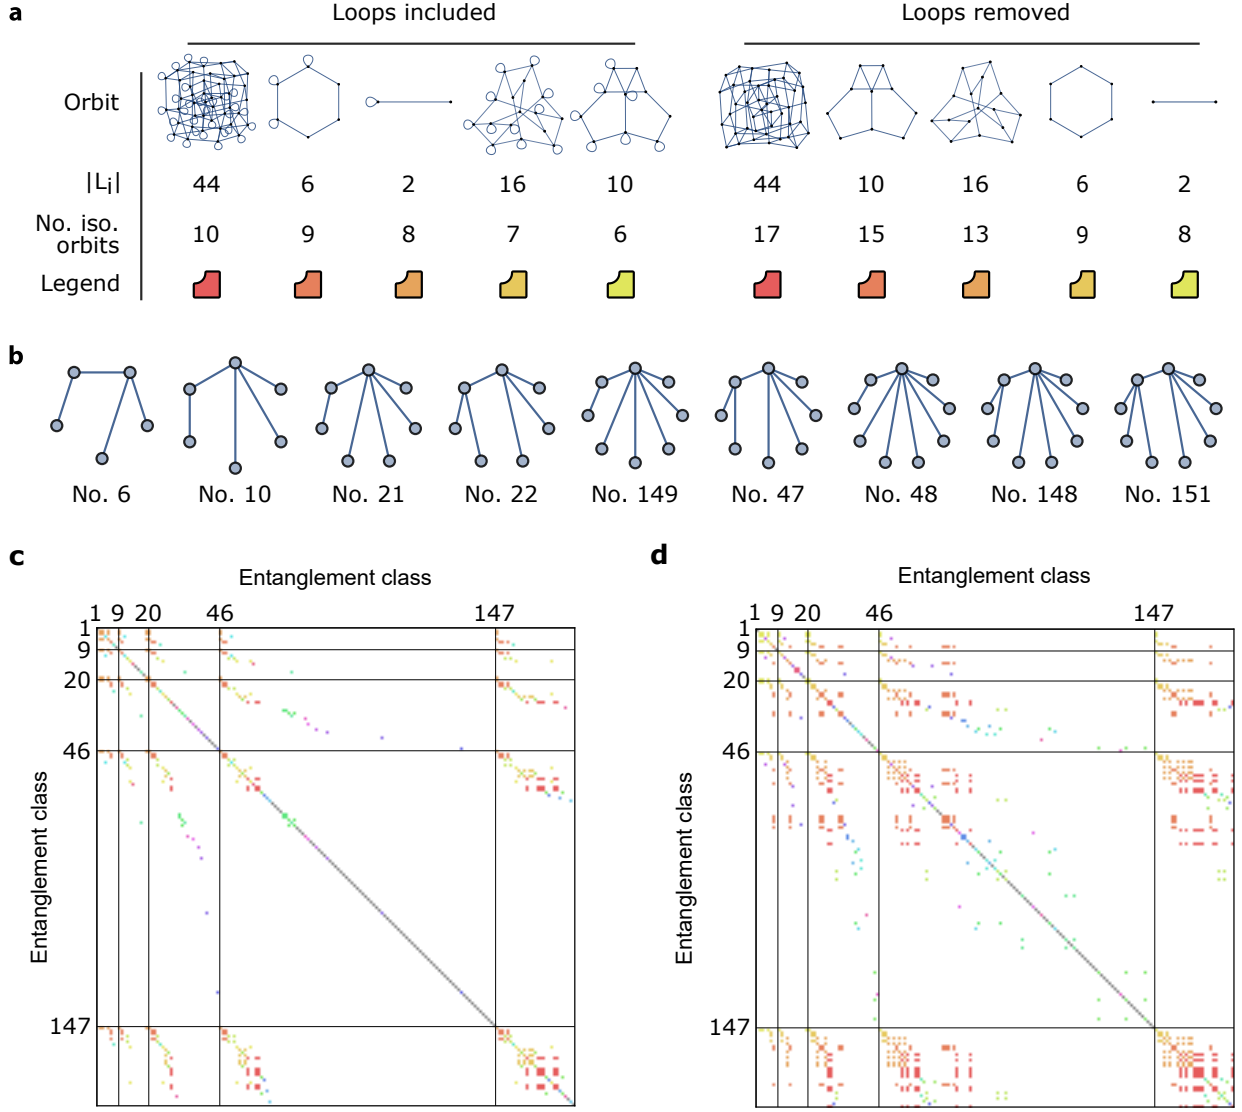 a
Loops included Loops removed
Orbit
|Li| 44 6 2 16 10 44 10 16 6 2
No. iso.
orbits 10 9 8 7 6 17 15 13 9 8
Legend
b
No. 6 No. 10 No. 21 No. 22 No. 149 No. 47 No. 48 No. 148 No. 151
c
Entanglement class
1 9 20 46 147
1
9
20
46
147
Entanglement class
d
Entanglement class
1 9 20 46 147
1
9
20
46
147
Entanglement class